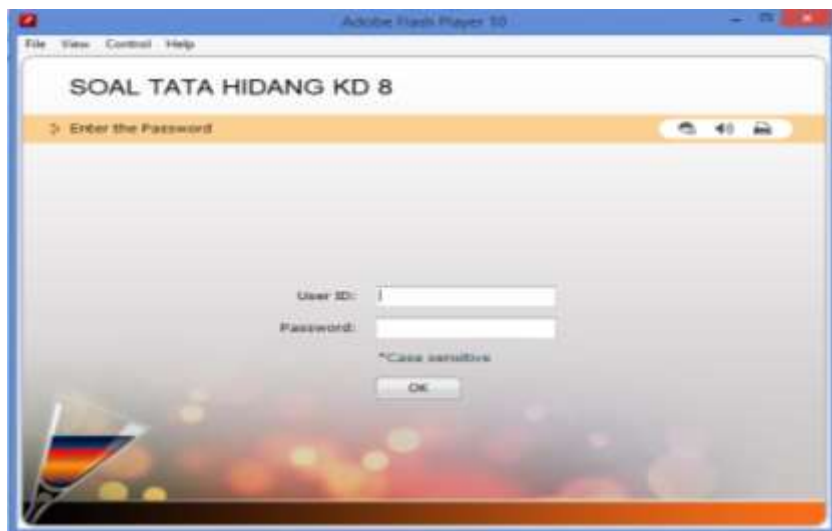 Adobe Flash Player 10
File View Control Help
SOAL TATA HIDANG KD 8
Enter the Password
User ID:
Password:
*Case sensitive
OK